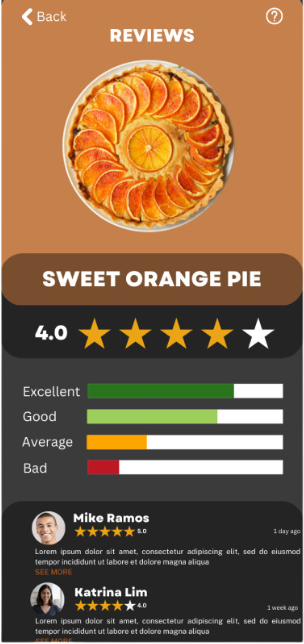 Back
?
REVIEWS
SWEET ORANGE PIE
4.0
Excellent
Good
Average
Bad
Mike Ramos
5.0
1 day ago
Lorem ipsum dolor sit amet, consectetur adipiscing elit, sed do eiusmod
tempor incididunt ut labore et dolore magna aliqua
SEE MORE
Katrina Lim
4.0
1 week ago
Lorem ipsum dolor sit amet, consectetur adipiscing elit, sed do eiusmod
tempor incididunt ut labore et dolore magna aliqua
SEE MORE